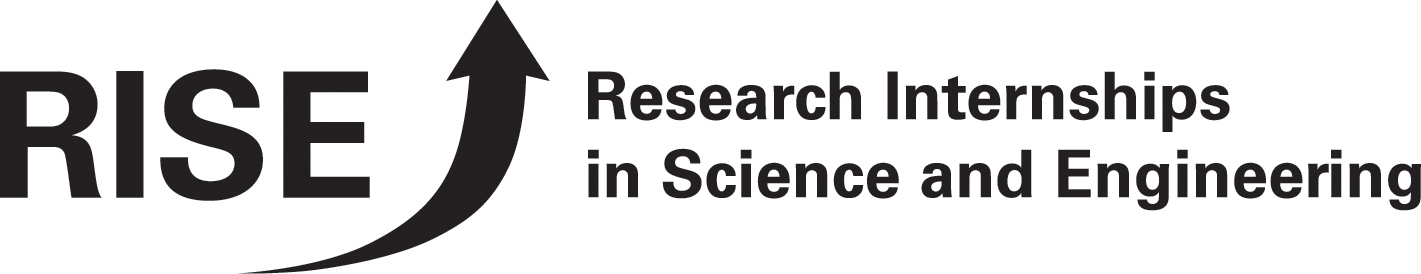 RISE
Research Internships
in Science and Engineering